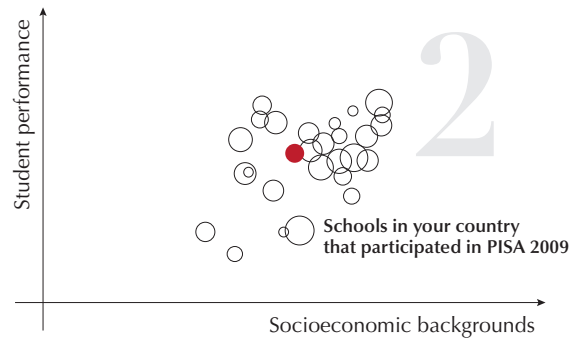 2
Student performance
Schools in your country
that participated in PISA 2009
Socioeconomic backgrounds